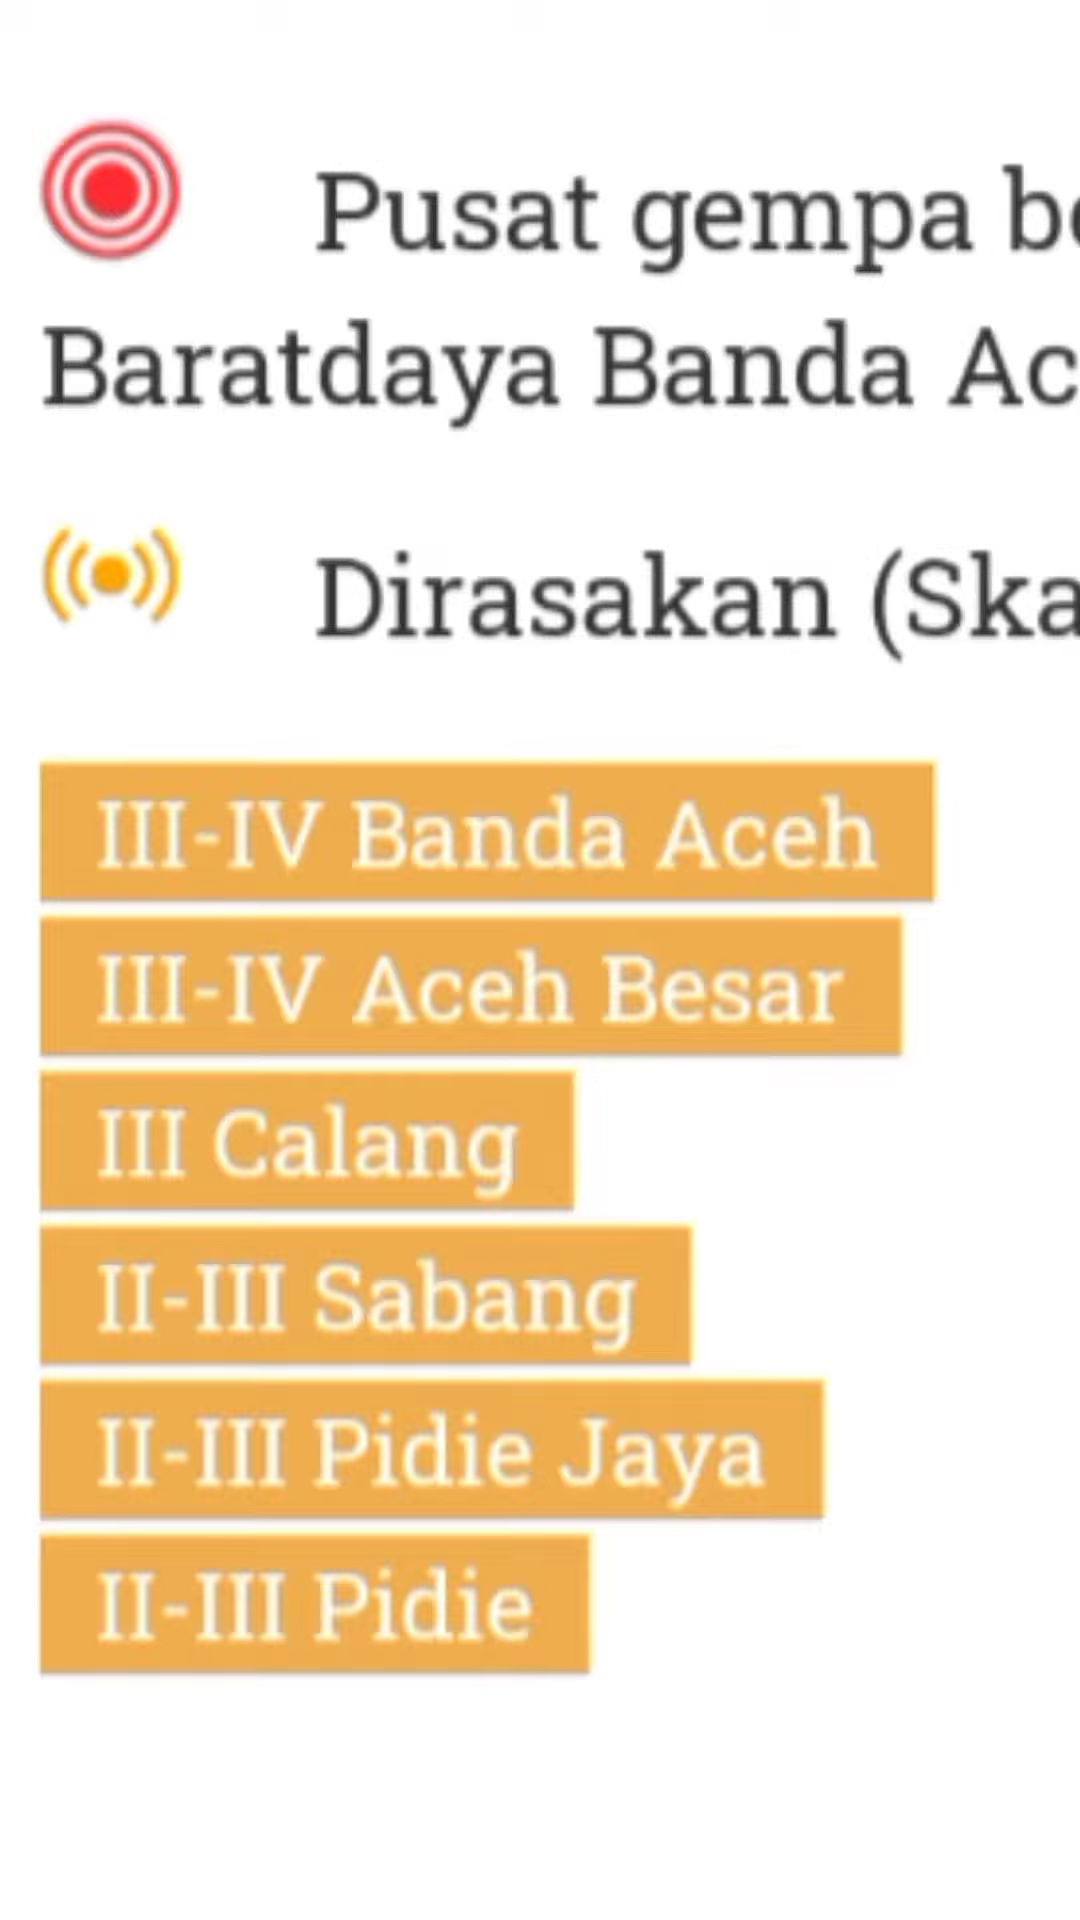 Pusat gempa
Baratdaya Banda
Dirasakan
III-IV Banda Aceh
III-IV Aceh Besar
III Calang
II-III Sabang
II-III Pidie Jaya
II-III Pidie